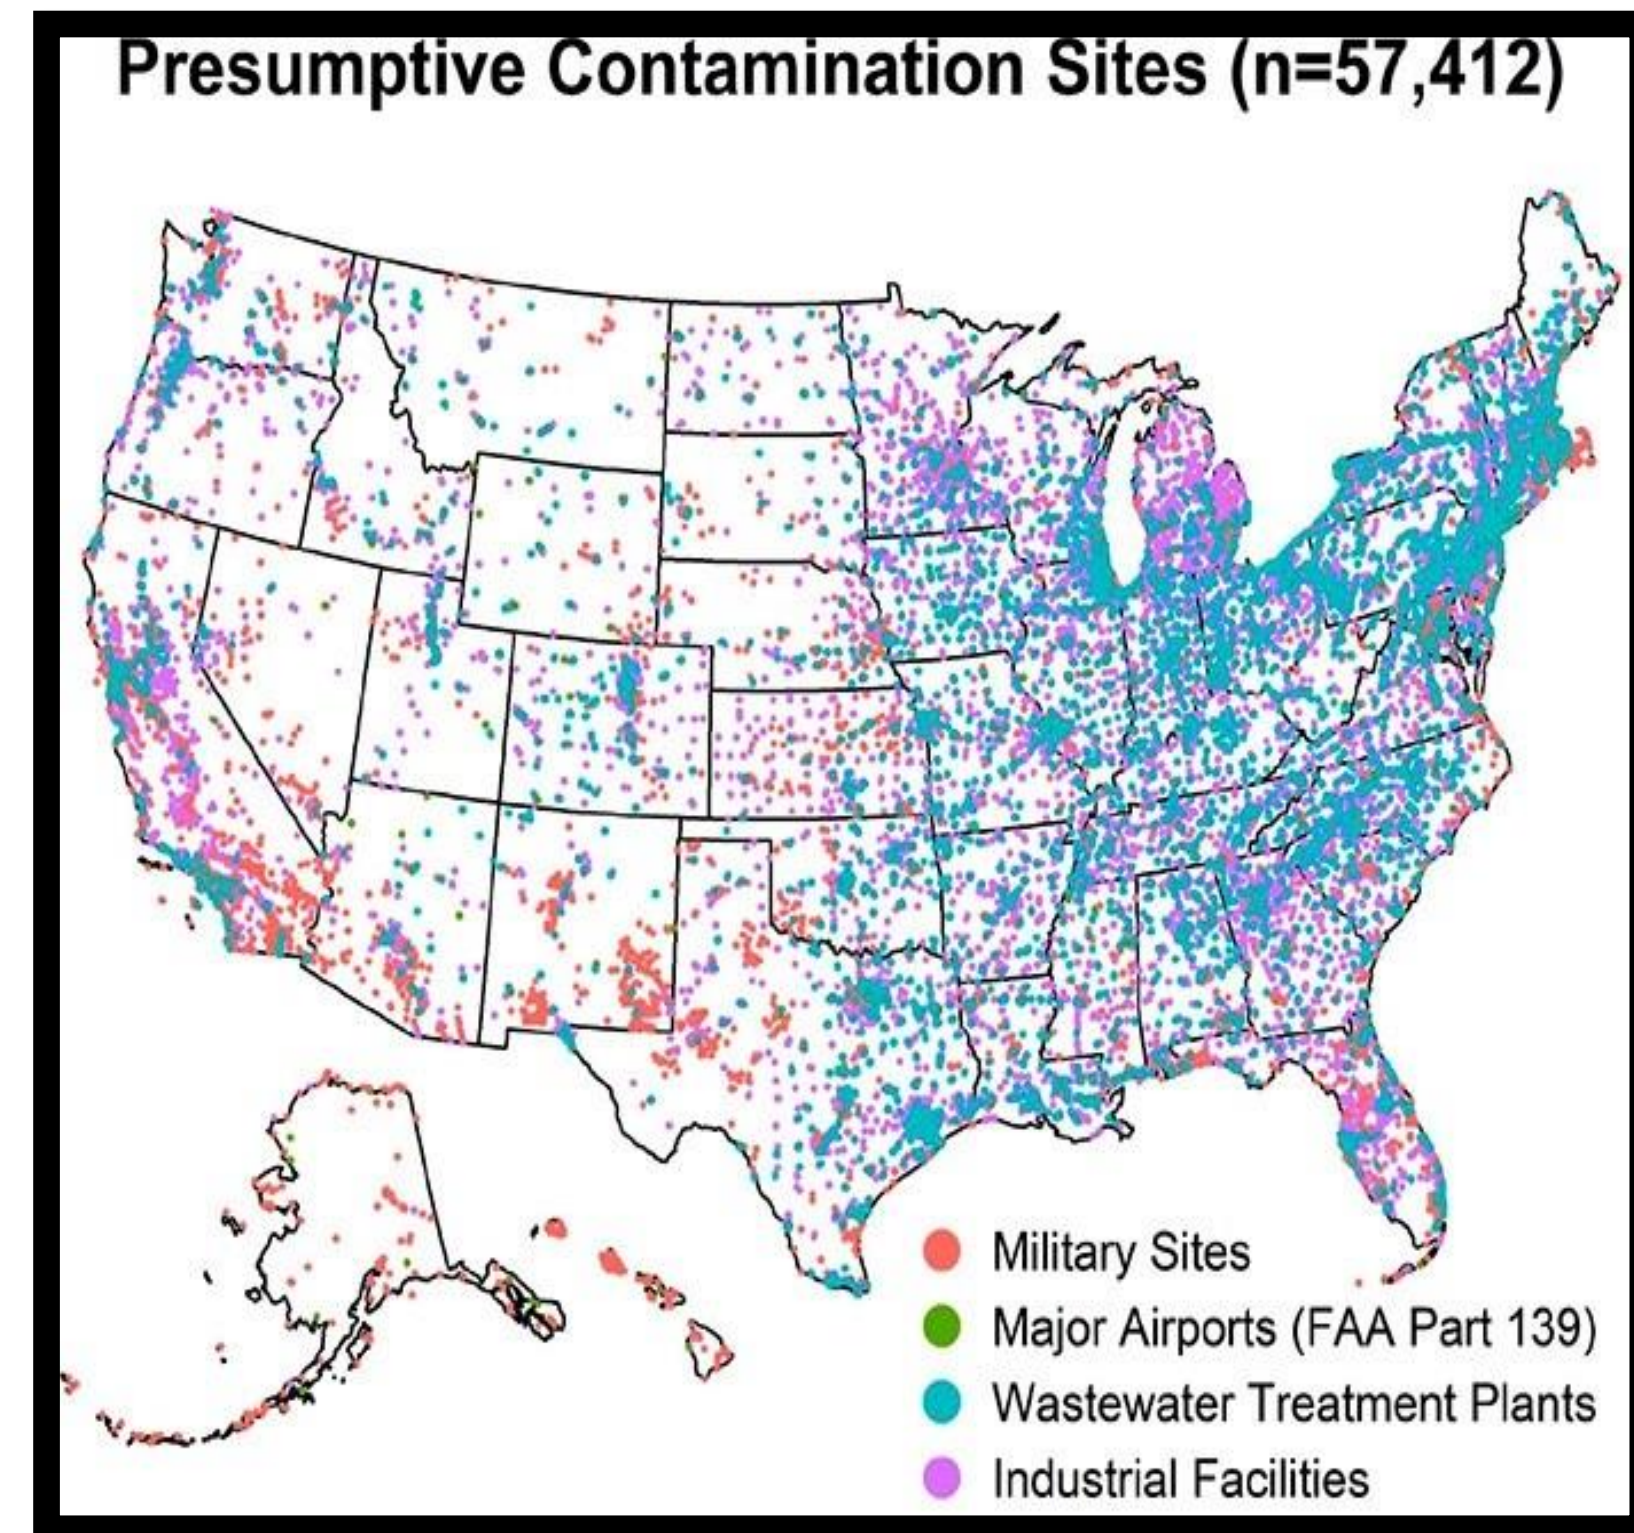 Presumptive Contamination Sites (n=57,412)
Military Sites
Major Airports (FAA Part 139)
Wastewater Treatment Plants
Industrial Facilities